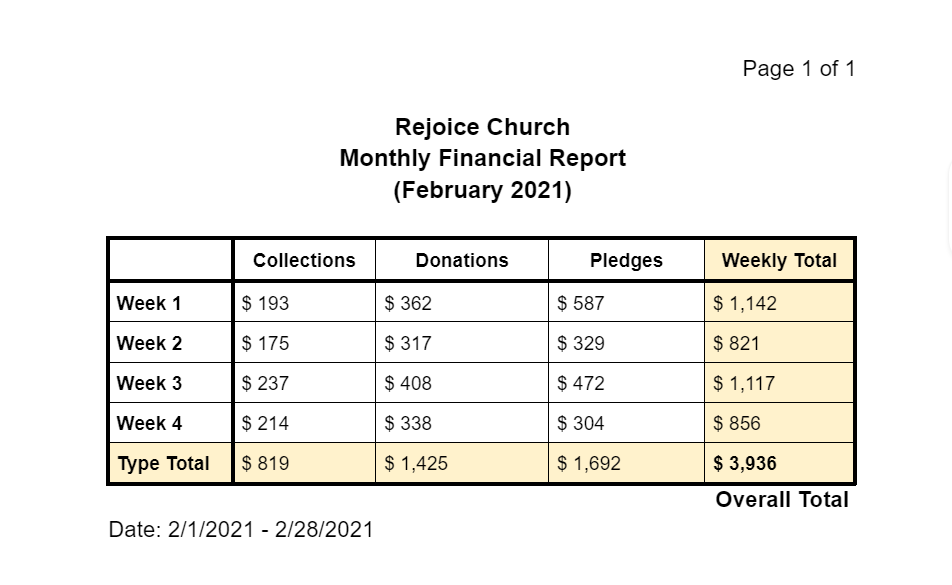 Page 1 of 1
Rejoice Church
Monthly Financial Report
(February 2021)
Collections Donations Pledges Weekly Total
Week 1 $ 193 $ 362 $ 587 $ 1,142
Week 2 $ 175 $ 317 $ 329 $ 821
Week 3 $ 237 $ 408 $ 472 $ 1,117
Week 4 $ 214 $ 338 $ 304 $ 856
Type Total $ 819 $ 1,425 $ 1,692 $ 3,936
Overall Total
Date: 2/1/2021 - 2/28/2021